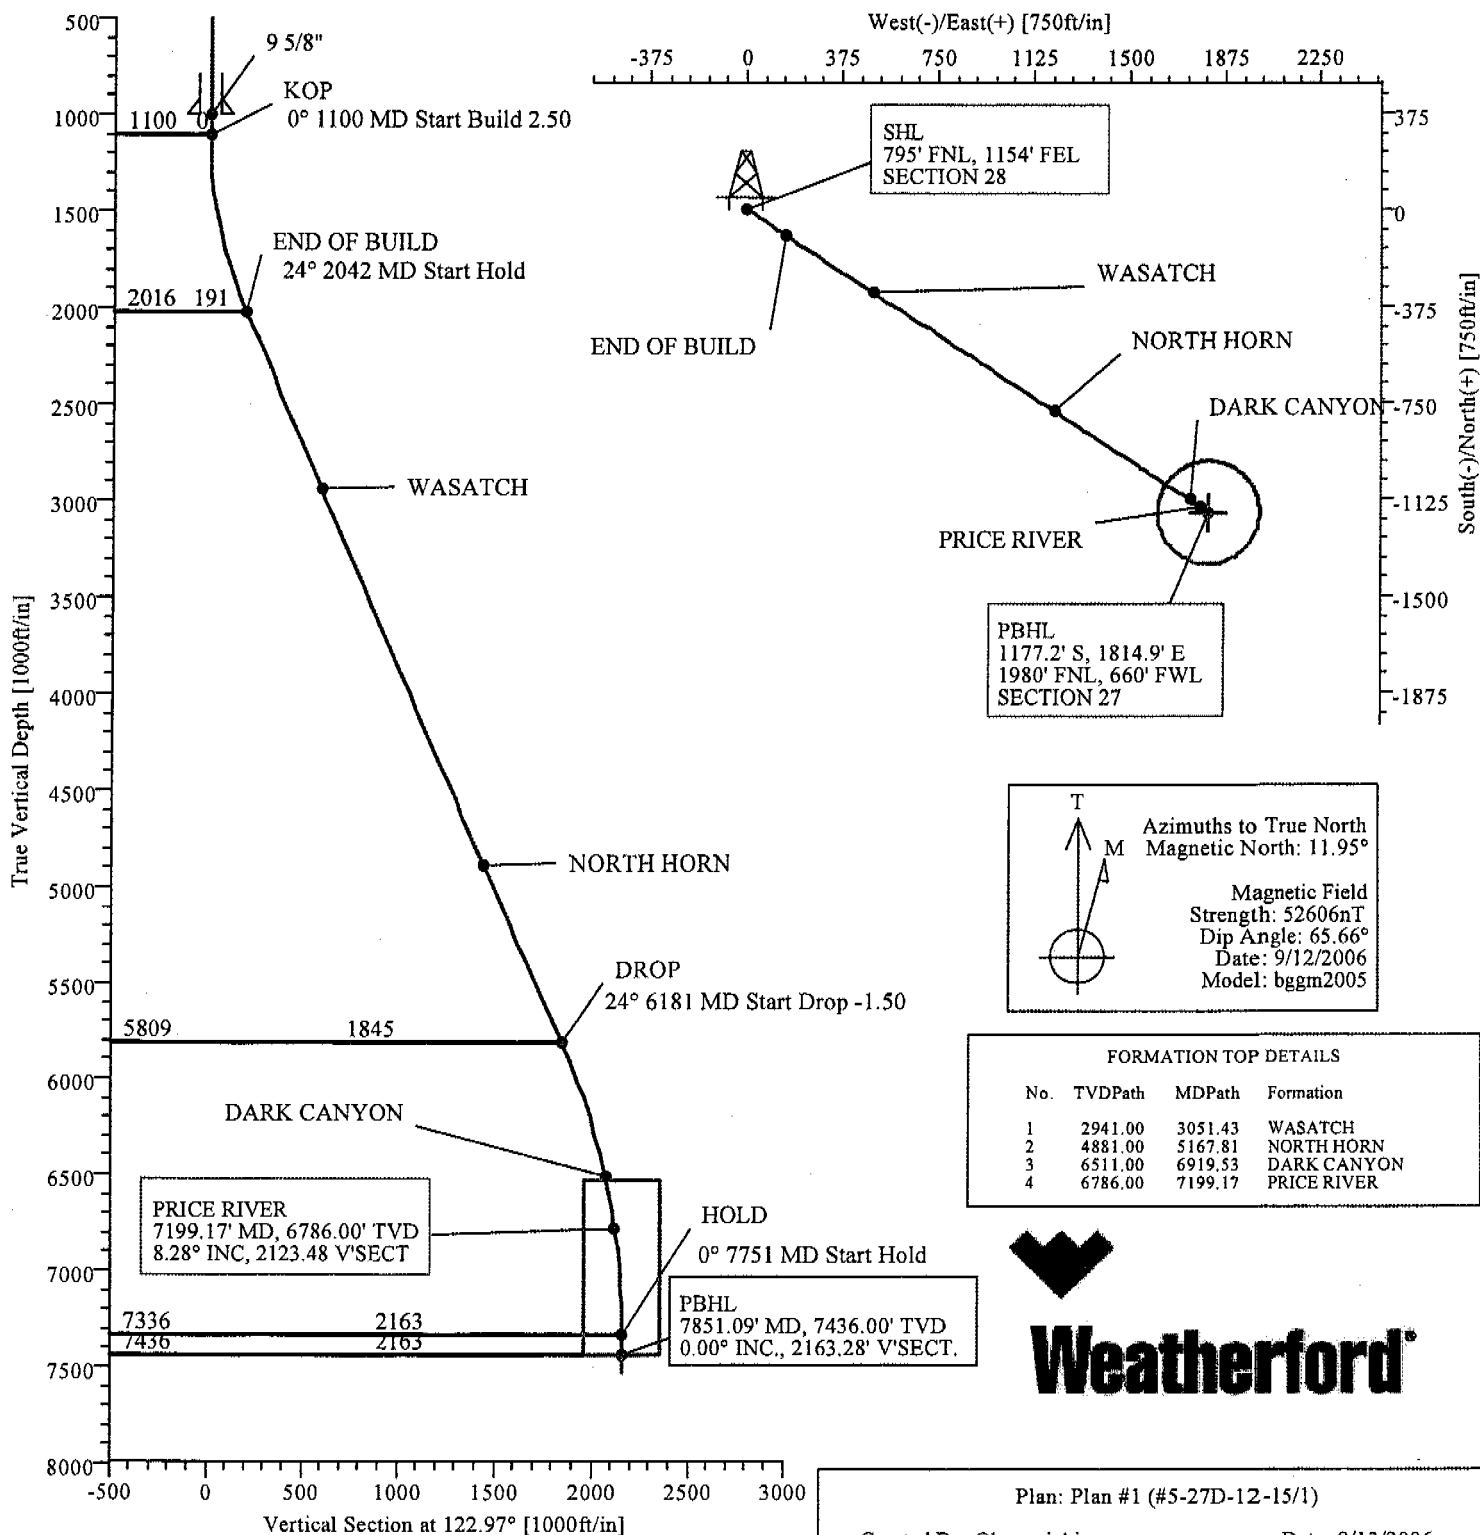 West(-)/East(+) [750ft/in]
-375 0 375 750 1125 1500 1875 2250
500
1000
1500
2000
2500
3000
3500
4000
4500
5000
5500
6000
6500
7000
7500
8000
True Vertical Depth [1000ft/in]
9 5/8"
KOP
0° 1100 MD Start Build 2.50
1100 0
END OF BUILD
24° 2042 MD Start Hold
2016 191
WASATCH
NORTH HORN
DROP
24° 6181 MD Start Drop -1.50
5809 1845
DARK CANYON
PRICE RIVER
7199.17' MD, 6786.00' TVD
8.28° INC, 2123.48 V'SECT
HOLD
0° 7751 MD Start Hold
7336 2163
7436 2163
PBHL
7851.09' MD, 7436.00' TVD
0.00° INC., 2163.28' V'SECT.
-500 0 500 1000 1500 2000 2500 3000
Vertical Section at 122.97° [1000ft/in]
SHL
795' FNL, 1154' FEL
SECTION 28
WASATCH
END OF BUILD
NORTH HORN
DARK CANYON
PRICE RIVER
PBHL
1177.2' S, 1814.9' E
1980' FNL, 660' FWL
SECTION 27
375
0
-375
-750
-1125
-1500
-1875
South(-)/North(+) [750ft/in]
T
M
Azimuths to True North
Magnetic North: 11.95°
Magnetic Field
Strength: 52606nT
Dip Angle: 65.66°
Date: 9/12/2006
Model: bggm2005
FORMATION TOP DETAILS
No. TVDPath MDPath Formation
1 2941.00 3051.43 WASATCH
2 4881.00 5167.81 NORTH HORN
3 6511.00 6919.53 DARK CANYON
4 6786.00 7199.17 PRICE RIVER
Weatherford®
Plan: Plan #1 (#5-27D-12-15/1)